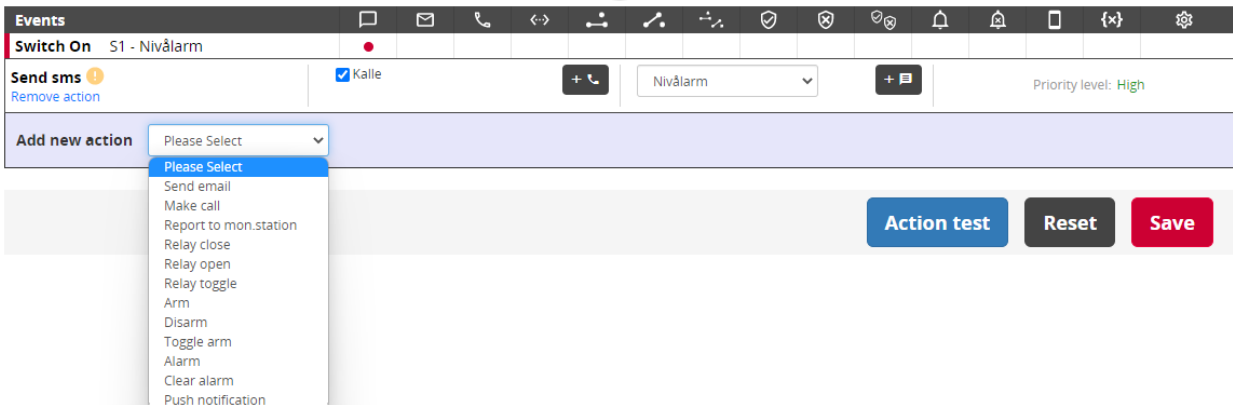 Events {×}
Switch On S1 - Nivålarm
Send sms ! Kalle + Nivålarm + Priority level: High
Remove action
Add new action Please Select
Please Select
Send email
Make call
Report to mon.station
Relay close
Relay open
Relay toggle
Arm
Disarm
Toggle arm
Alarm
Clear alarm
Push notification
Action test Reset Save